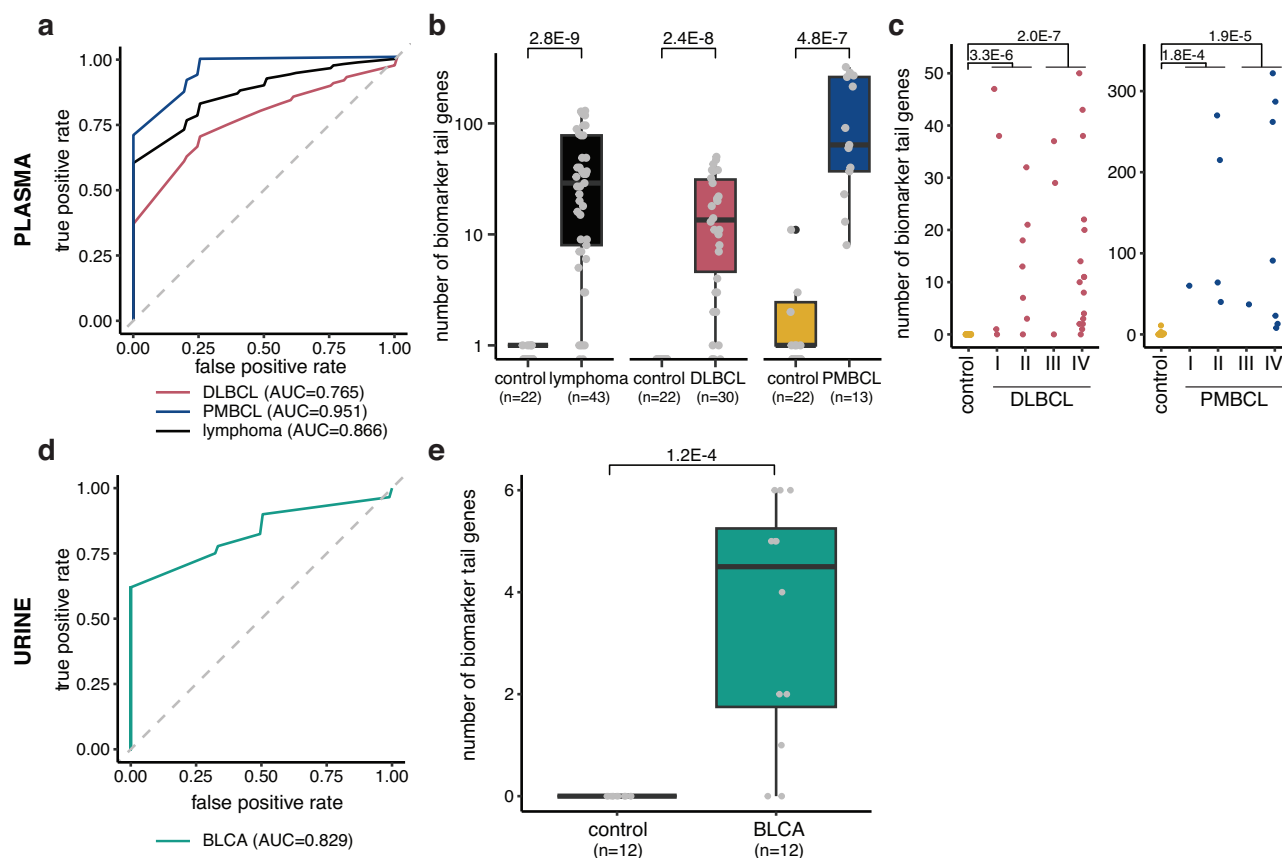 a
PLASMA
true positive rate
1.00
0.75
0.50
0.25
0.00
0.00 0.25 0.50 0.75 1.00
false positive rate
DLBCL (AUC=0.765)
PMBCL (AUC=0.951)
lymphoma (AUC=0.866)
b
number of biomarker tail genes
100
10
1
2.8E-9 2.4E-8 4.8E-7
control lymphoma control DLBCL control PMBCL
(n=22) (n=43) (n=22) (n=30) (n=22) (n=13)
c
number of biomarker tail genes
2.0E-7
3.3E-6
50
40
30
20
10
0
control I II III IV
DLBCL
1.9E-5
1.8E-4
300
200
100
0
control I II III IV
PMBCL
d
URINE
true positive rate
1.00
0.75
0.50
0.25
0.00
0.00 0.25 0.50 0.75 1.00
false positive rate
BLCA (AUC=0.829)
e
number of biomarker tail genes
1.2E-4
6
4
2
0
control BLCA
(n=12) (n=12)